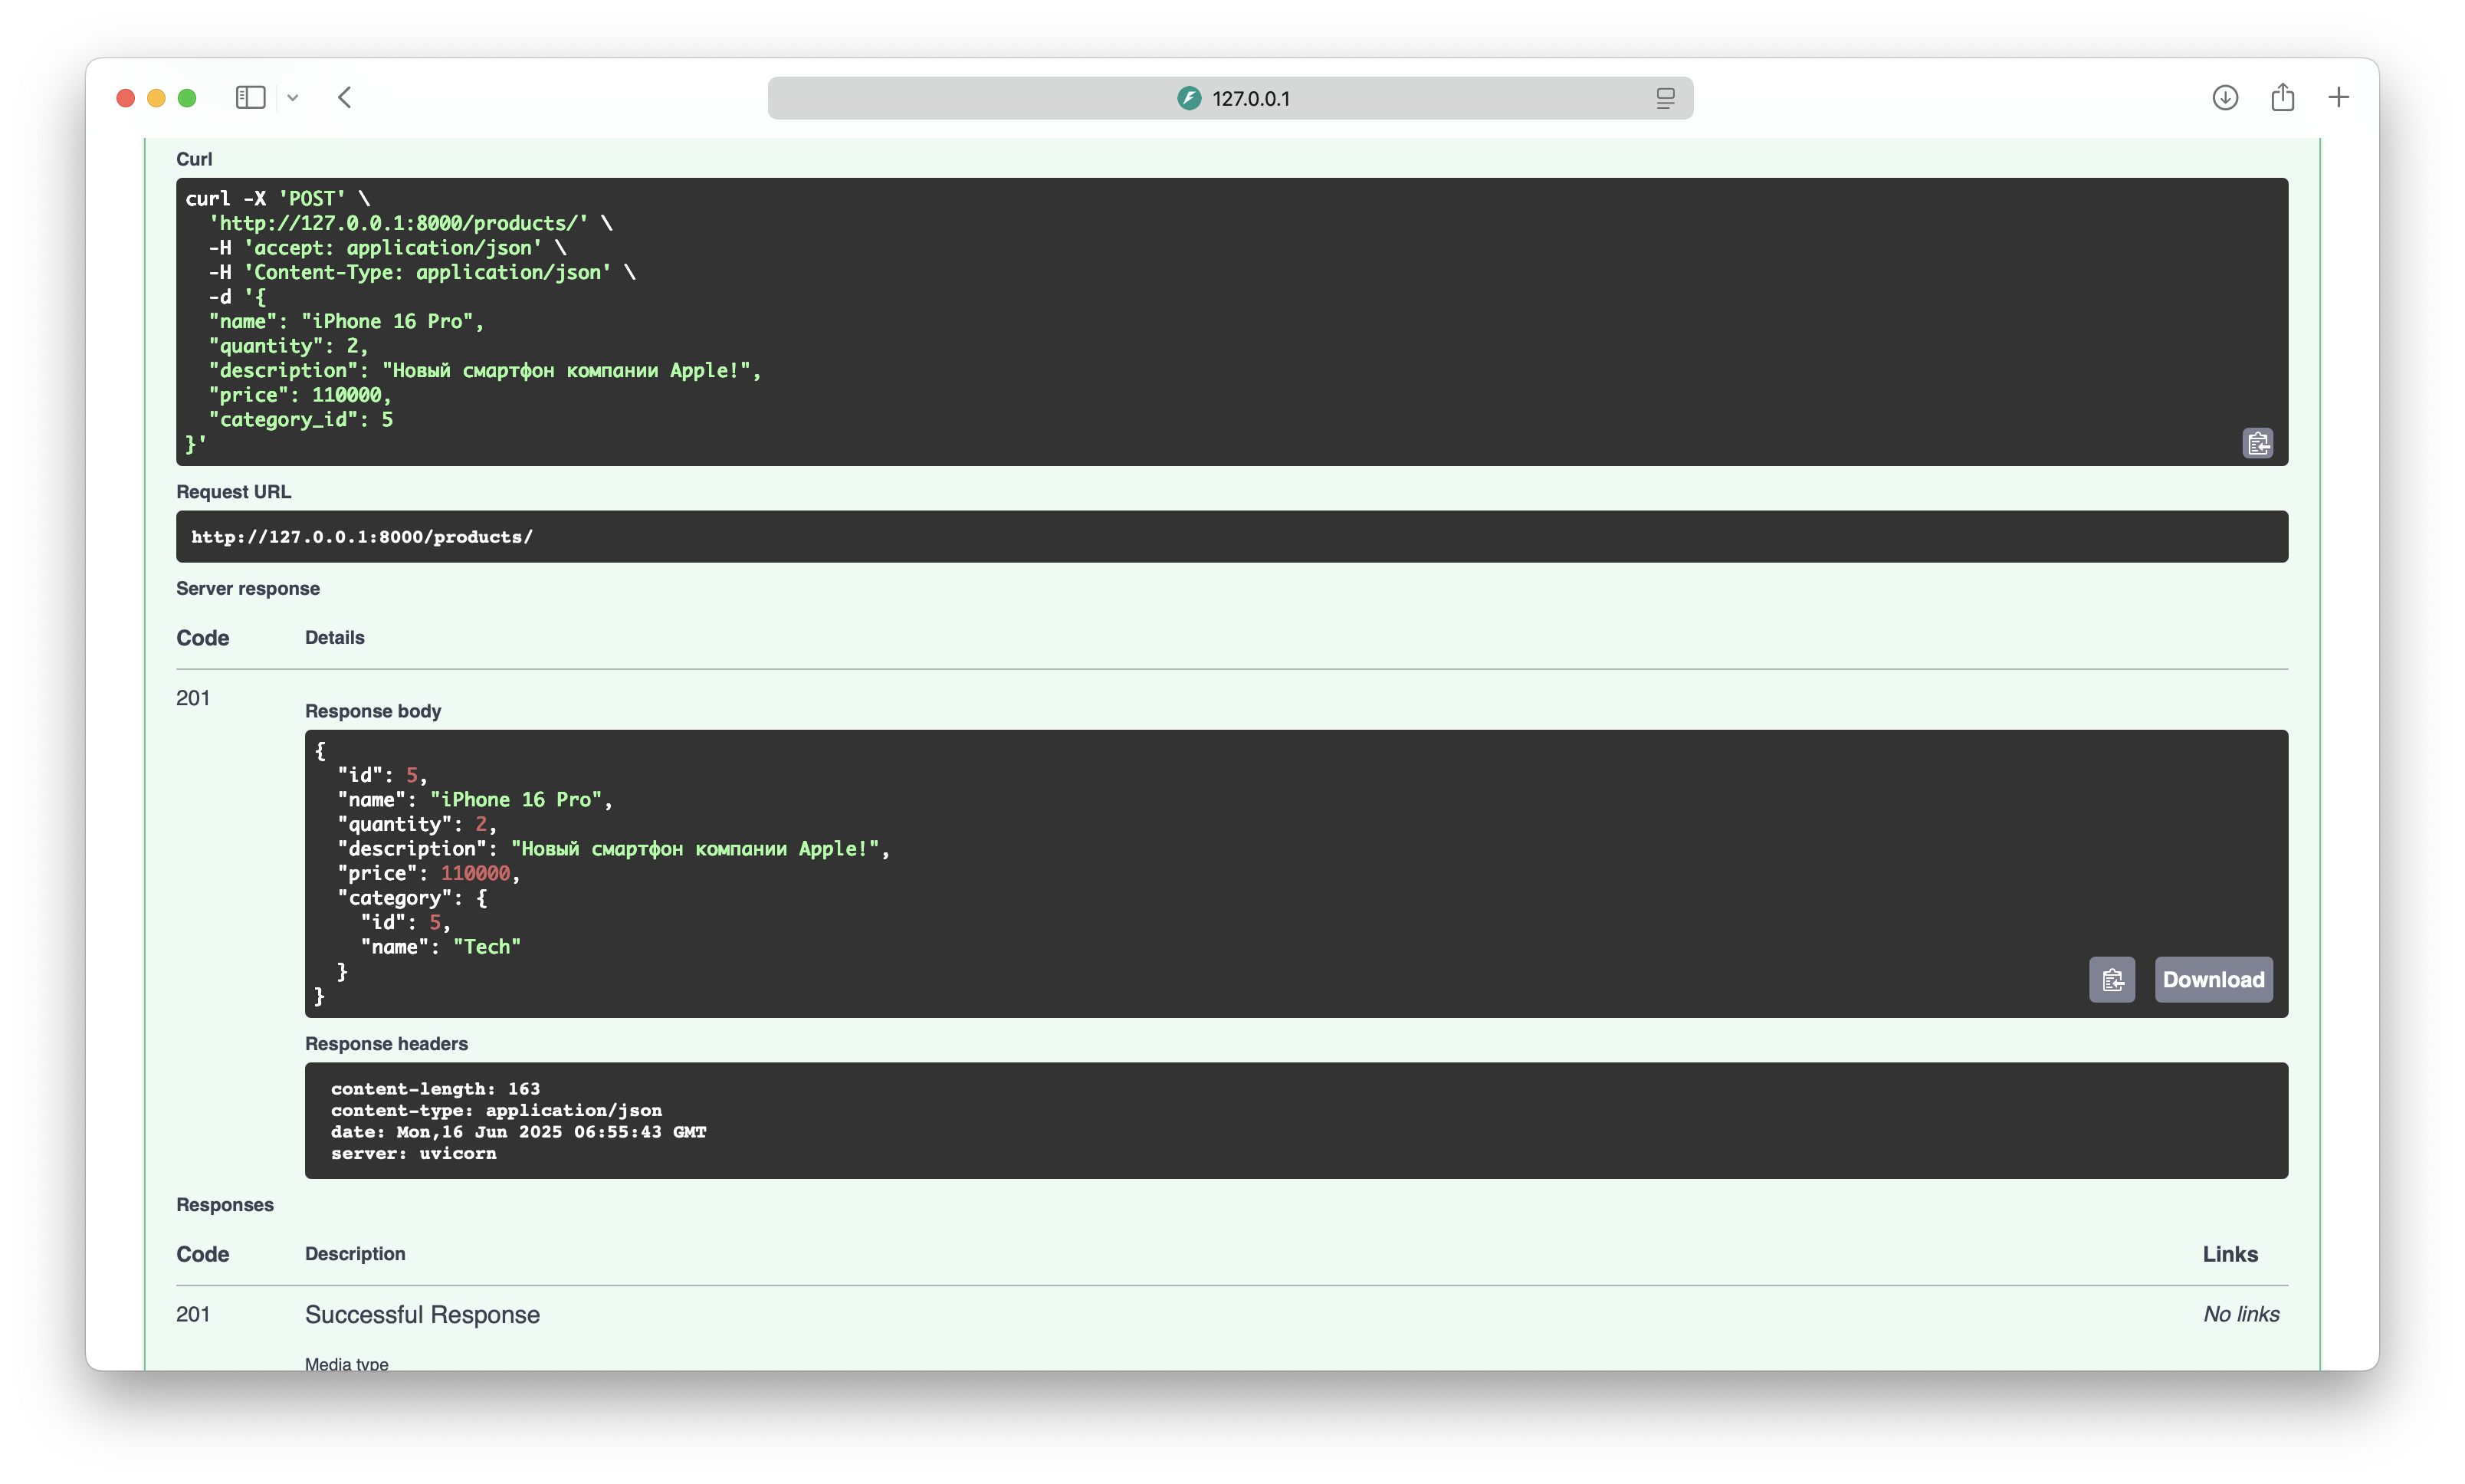 127.0.0.1
Curl
curl -X 'POST' \
'http://127.0.0.1:8000/products/' \
-H 'accept: application/json' \
-H 'Content-Type: application/json' \
-d '{
"name": "iPhone 16 Pro",
"quantity": 2,
"description": "Новый смартфон компании Apple!",
"price": 110000,
"category_id": 5
}'
Request URL
http://127.0.0.1:8000/products/
Server response
Code Details
201
Response body
{
"id": 5,
"name": "iPhone 16 Pro",
"quantity": 2,
"description": "Новый смартфон компании Apple!",
"price": 110000,
"category": {
"id": 5,
"name": "Tech"
}
}
Download
Response headers
content-length: 163
content-type: application/json
date: Mon,16 Jun 2025 06:55:43 GMT
server: uvicorn
Responses
Code Description Links
201 Successful Response No links
Media type